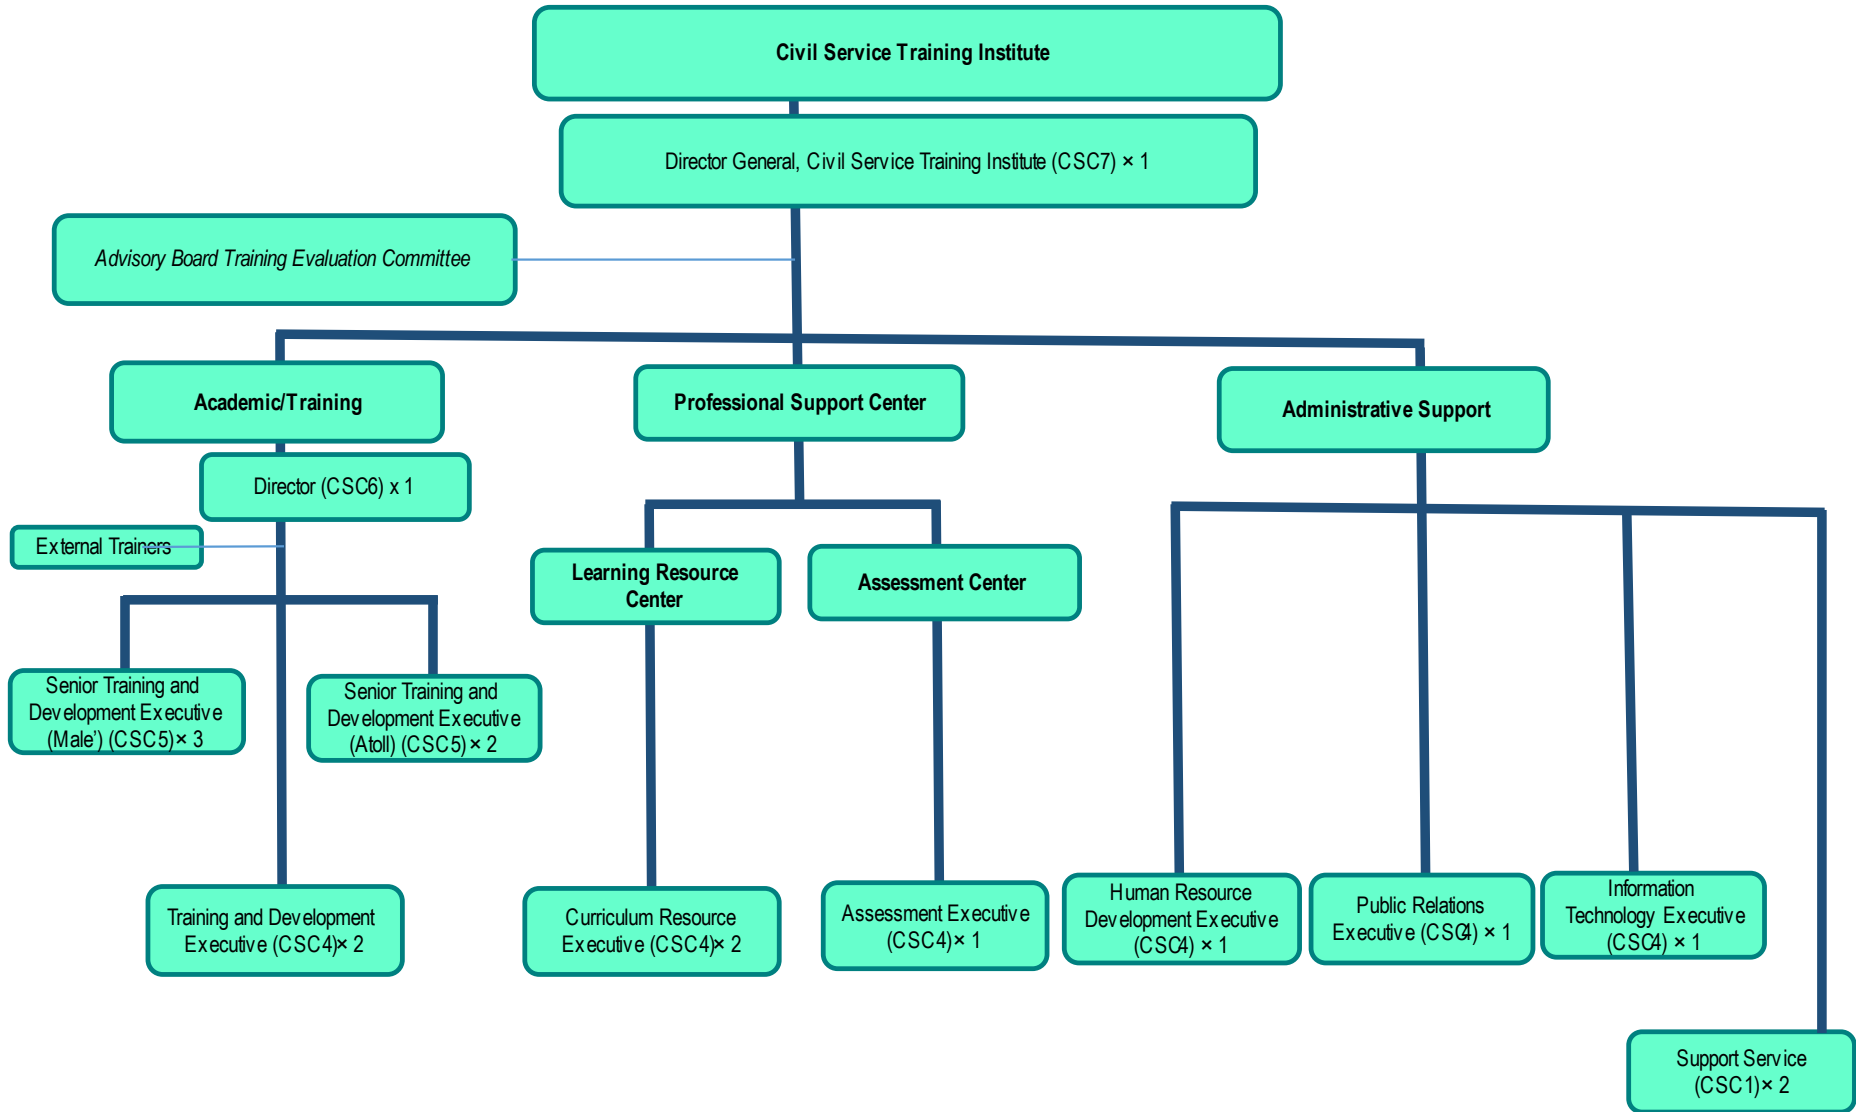 Civil Service Training Institute
Director General, Civil Service Training Institute (CSC7) × 1
Advisory Board Training Evaluation Committee
Academic/Training
Professional Support Center
Administrative Support
Director (CSC6) x 1
External Trainers
Learning Resource
Center
Assessment Center
Senior Training and
Development Executive
(Male’) (CSC5) × 3
Senior Training and
Development Executive
(Atoll) (CSC5) × 2
Training and Development
Executive (CSC4) × 2
Curriculum Resource
Executive (CSC4) × 2
Assessment Executive
(CSC4) × 1
Human Resource
Development Executive
(CSC4) × 1
Public Relations
Executive (CSC4) × 1
Information
Technology Executive
(CSC4) × 1
Support Service
(CSC1) × 2